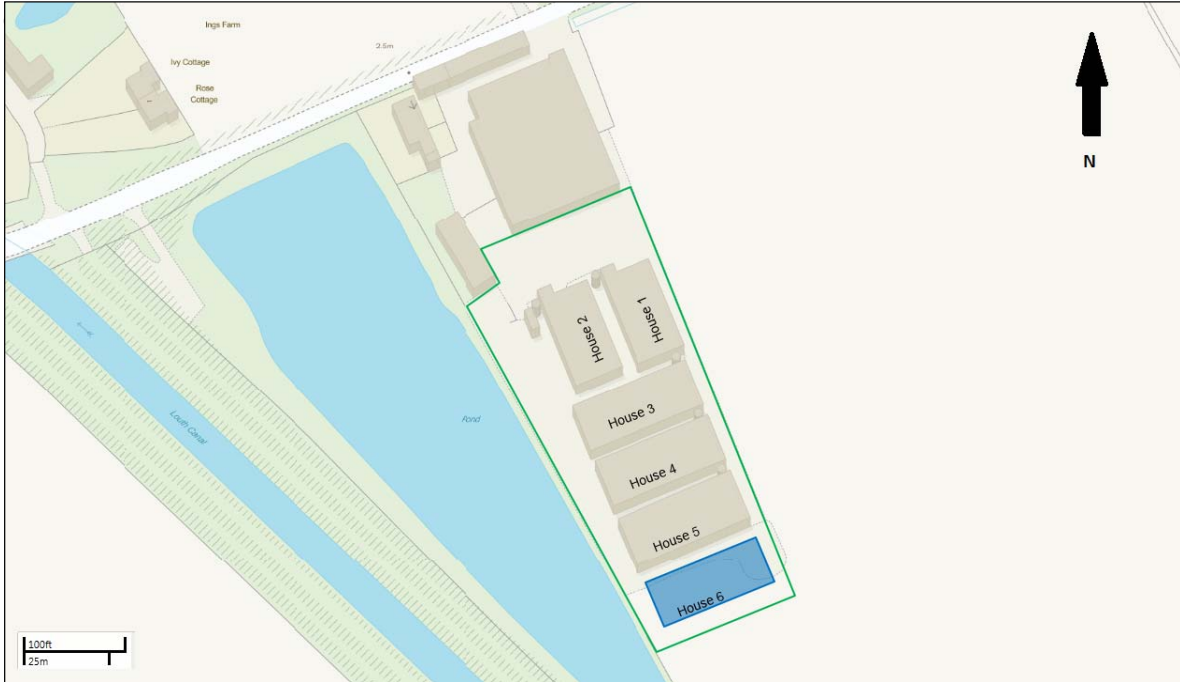 Ings Farm
2.5m
Ivy Cottage
Rose
Cottage
N
House 1
House 2
House 3
Pond
Louth Canal
House 4
House 5
House 6
100ft
25m